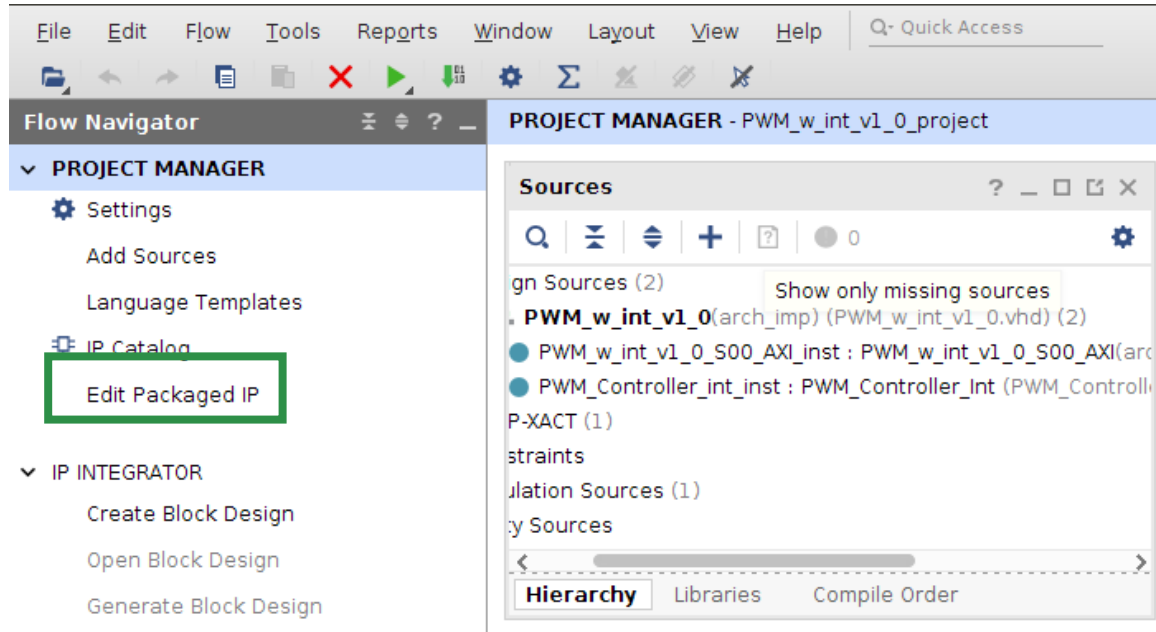 File Edit Flow Tools Reports Window Layout View Help Quick Access
Flow Navigator ? PROJECT MANAGER - PWM_w_int_v1_0_project
PROJECT MANAGER
Settings
Add Sources
Language Templates
IP Catalog
Edit Packaged IP
IP INTEGRATOR
Create Block Design
Open Block Design
Generate Block Design
Sources ?
0
gn Sources (2)
Show only missing sources
PWM_w_int_v1_0(arch_imp) (PWM_w_int_v1_0.vhd) (2)
PWM_w_int_v1_0_S00_AXI_inst : PWM_w_int_v1_0_S00_AXI(arc
PWM_Controller_int_inst : PWM_Controller_Int (PWM_Controll
P-XACT (1)
straints
ulation Sources (1)
y Sources
Hierarchy Libraries Compile Order